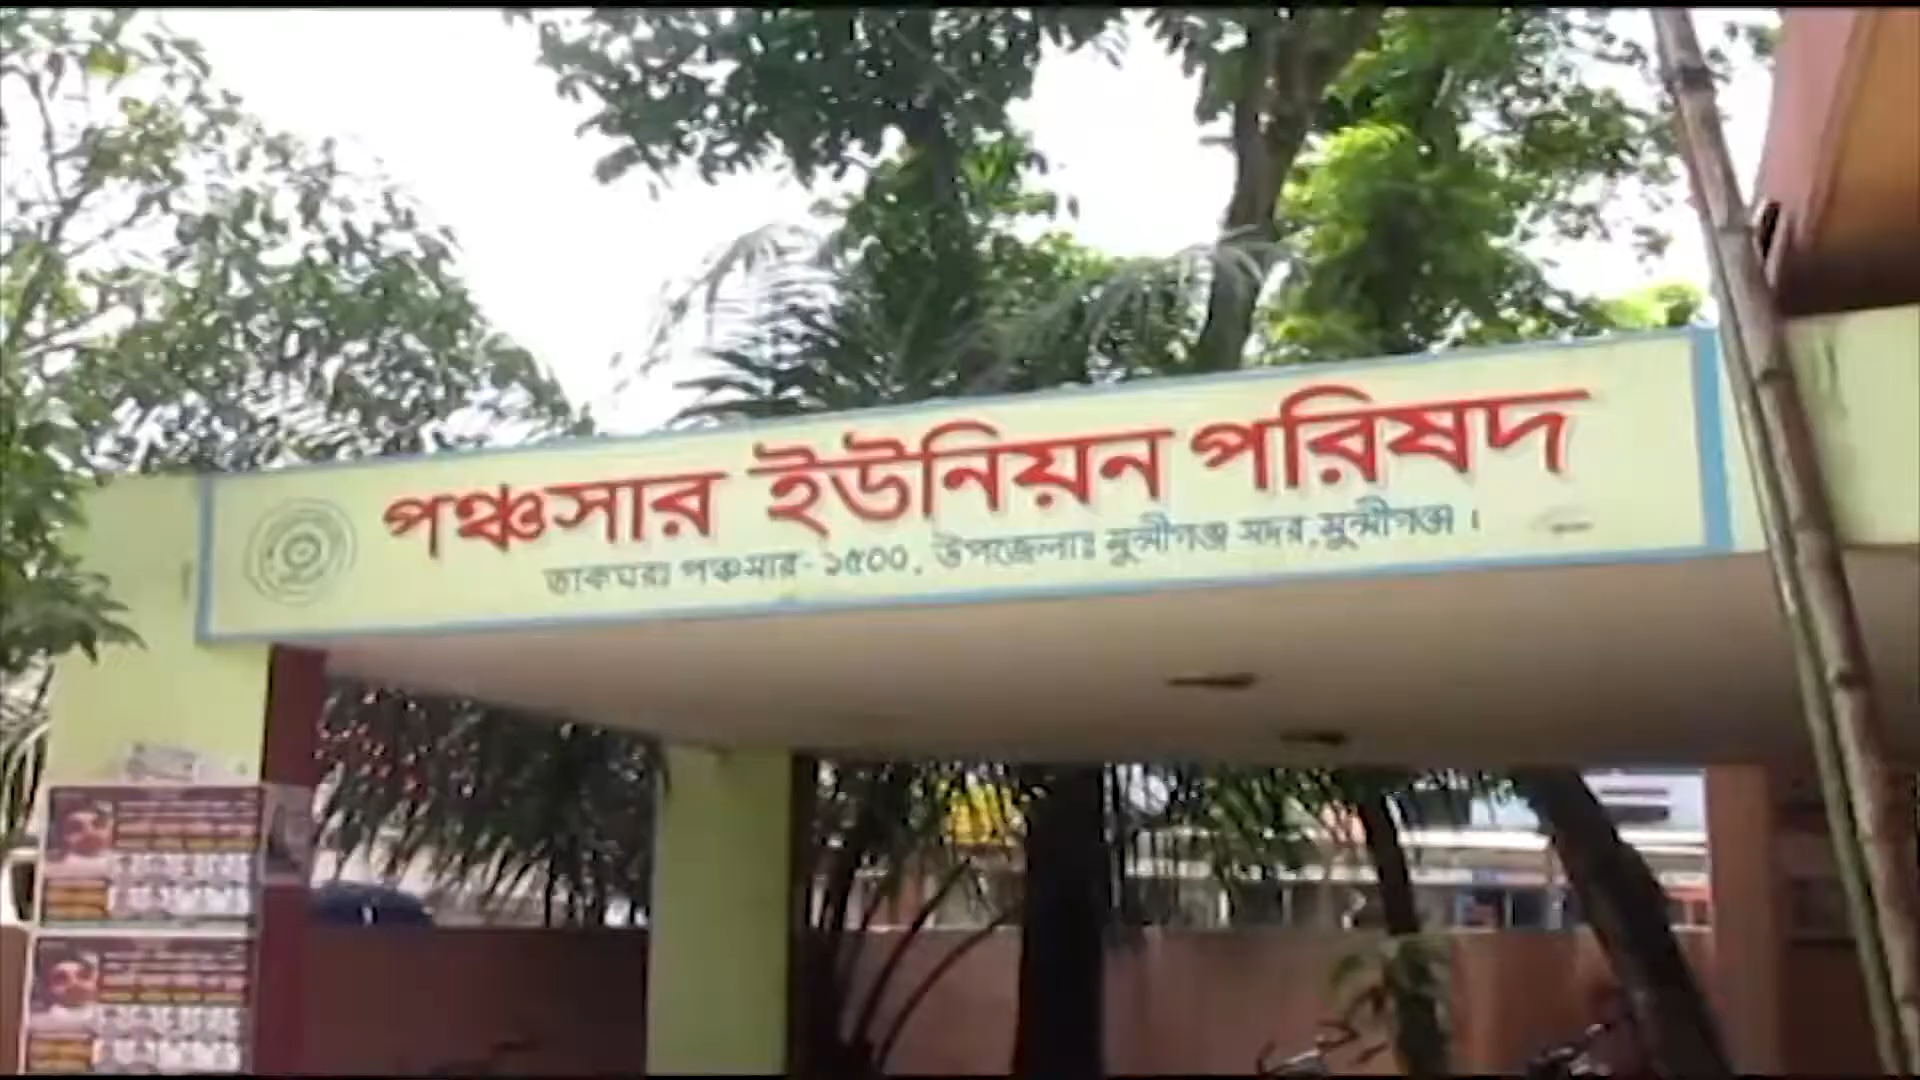 পঞ্চসার ইউনিয়ন পরিষদ
ডাকঘরঃ পঞ্চসার-১৫০০, উপজেলাঃ মুন্সীগঞ্জ সদর, মুন্সীগঞ্জ।